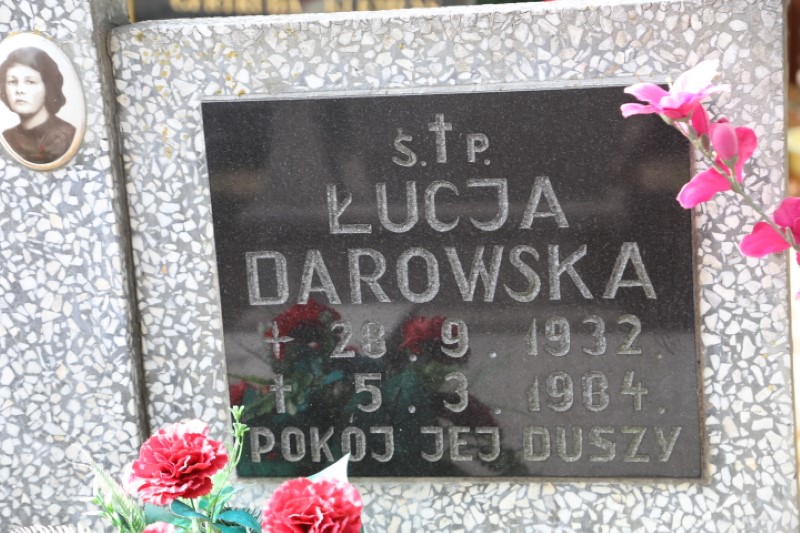 Ś.†P.
ŁUCJA
DAROWSKA
+ 28.9.1932.
† 5.3.1984.
POKÓJ JEJ DUSZY